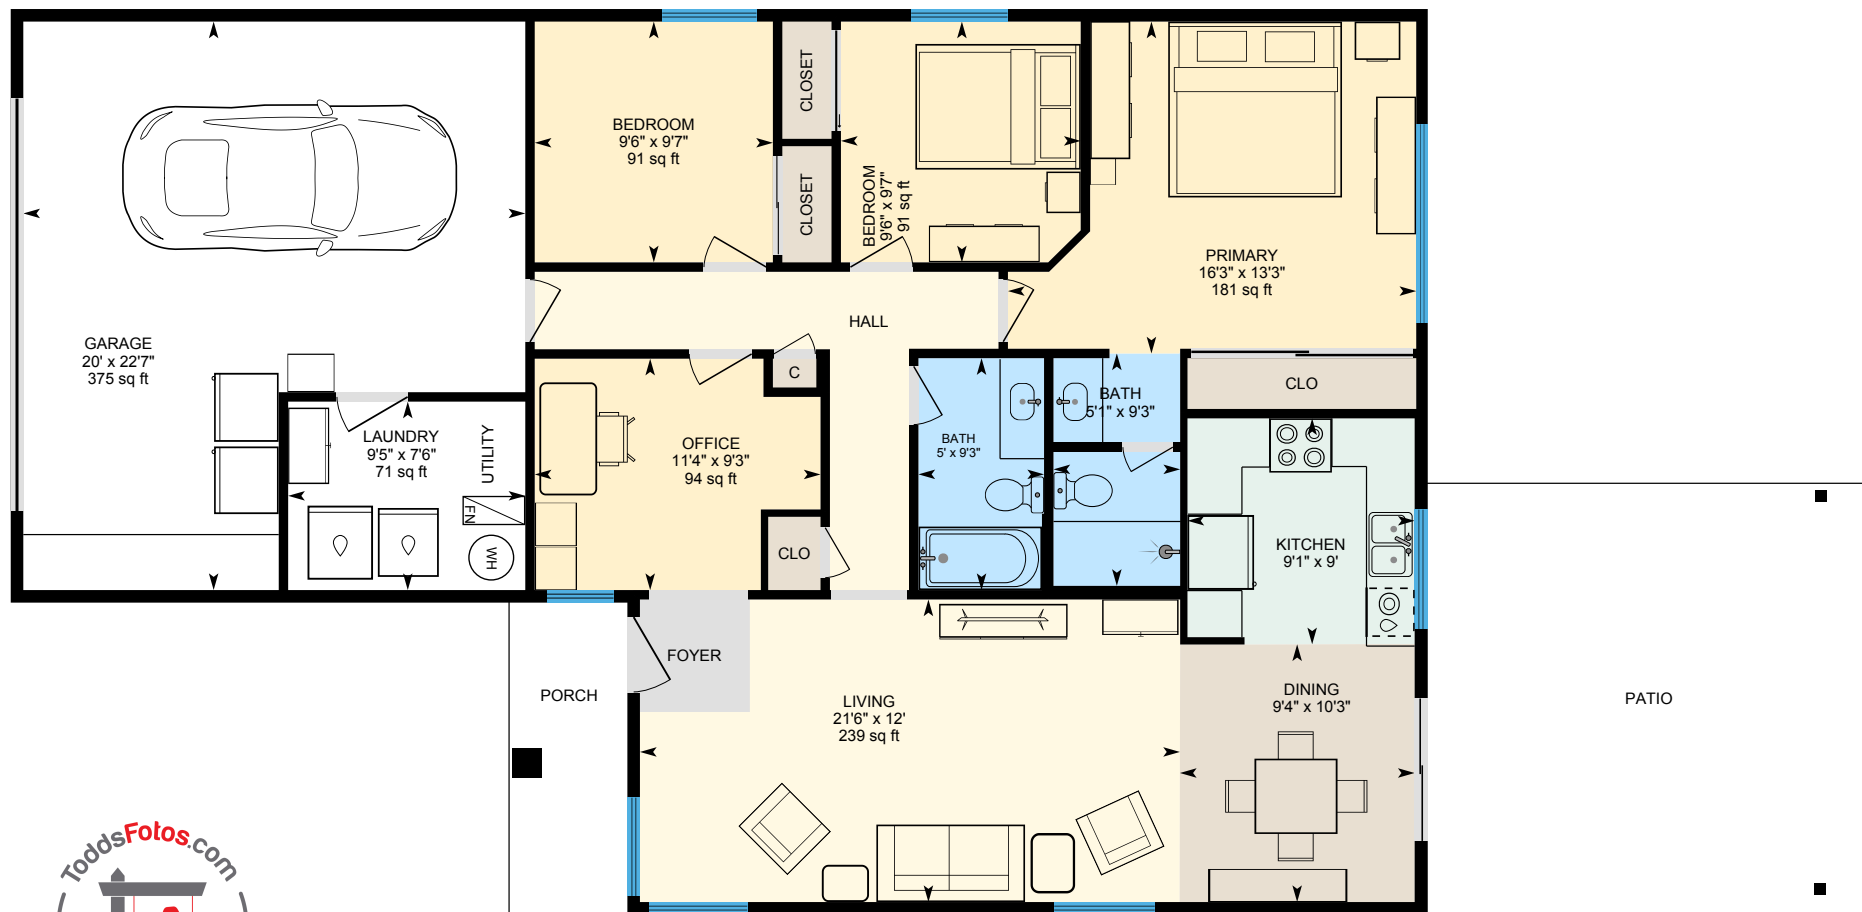 BEDROOM
9'6" x 9'7"
91 sq ft
CLOSET
CLOSET
BEDROOM
9'6" x 9'7"
91 sq ft
PRIMARY
16'3" x 13'3"
181 sq ft
GARAGE
20' x 22'7"
375 sq ft
HALL
C
CLO
LAUNDRY
9'5" x 7'6"
71 sq ft
UTILITY
FN
WH
OFFICE
11'4" x 9'3"
94 sq ft
CLO
BATH
5' x 9'3"
BATH
5'1" x 9'3"
KITCHEN
9'1" x 9'
FOYER
PORCH
LIVING
21'6" x 12'
239 sq ft
DINING
9'4" x 10'3"
PATIO
ToddsFotos.com